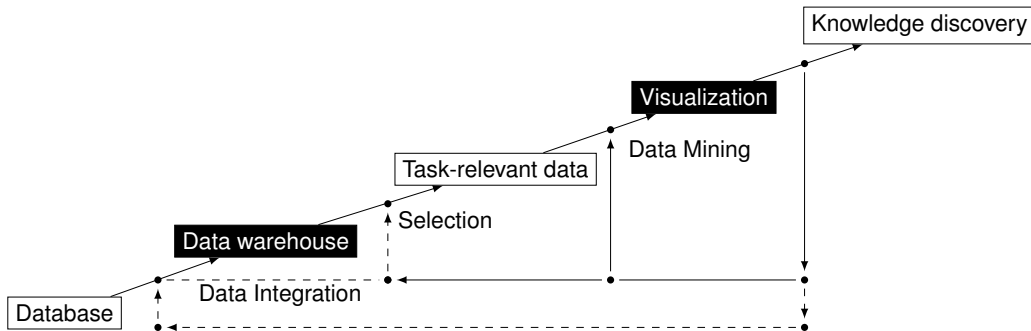 Knowledge discovery
Visualization
Data Mining
Task-relevant data
Selection
Data warehouse
Data Integration
Database